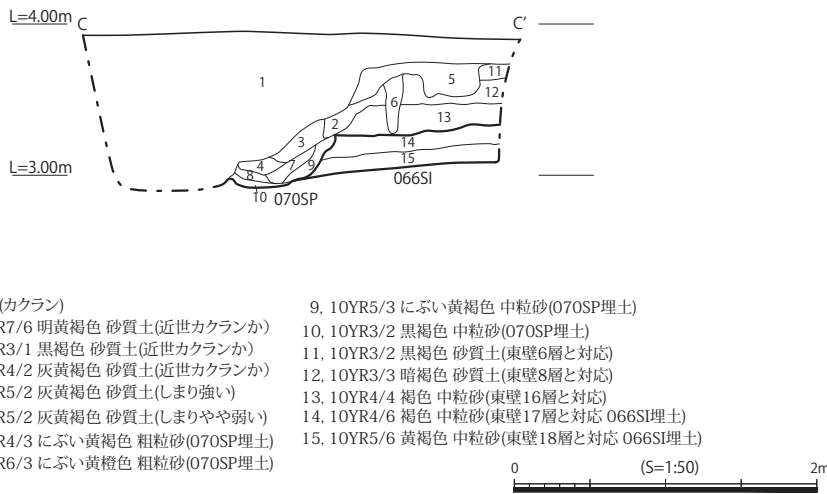 L=4.00m C C'
1 5 11
12
6
2 13
3
14
4 7 9 15
L=3.00m 8
066SI
10 070SP
(カクラン)
R7/6 明黄褐色 砂質土(近世カクランか)
R3/1 黒褐色 砂質土(近世カクランか)
R4/2 灰黄褐色 砂質土(近世カクランか)
R5/2 灰黄褐色 砂質土(しまり強い)
R5/2 灰黄褐色 砂質土(しまりやや弱い)
R4/3 にぶい黄褐色 粗粒砂(070SP埋土)
R6/3 にぶい黄橙色 粗粒砂(070SP埋土)
9, 10YR5/3 にぶい黄褐色 中粒砂(070SP埋土)
10, 10YR3/2 黒褐色 中粒砂(070SP埋土)
11, 10YR3/2 黒褐色 砂質土(東壁6層と対応)
12, 10YR3/3 暗褐色 砂質土(東壁8層と対応)
13, 10YR4/4 褐色 中粒砂(東壁16層と対応)
14, 10YR4/6 褐色 中粒砂(東壁17層と対応 066SI埋土)
15, 10YR5/6 黄褐色 中粒砂(東壁18層と対応 066SI埋土)
0 (S=1:50) 2m